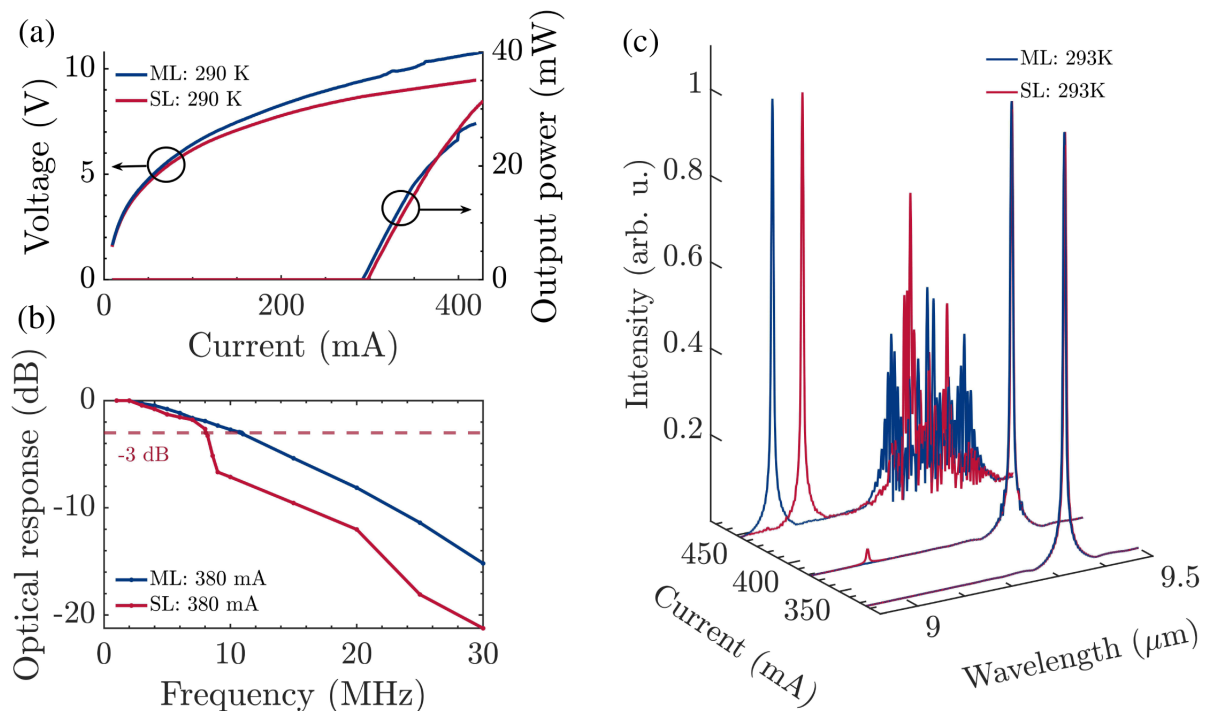 (a)
10
5
0
Voltage (V)
ML: 290 K
SL: 290 K
40
20
0
Output power (mW)
0
200
400
Current (mA)
(b)
0
-10
-20
Optical response (dB)
-3 dB
ML: 380 mA
SL: 380 mA
0
10
20
30
Frequency (MHz)
(c)
ML: 293K
SL: 293K
1
0.8
0.6
0.4
0.2
Intensity (arb. u.)
450
400
350
Current (mA)
9
9.5
Wavelength (μm)